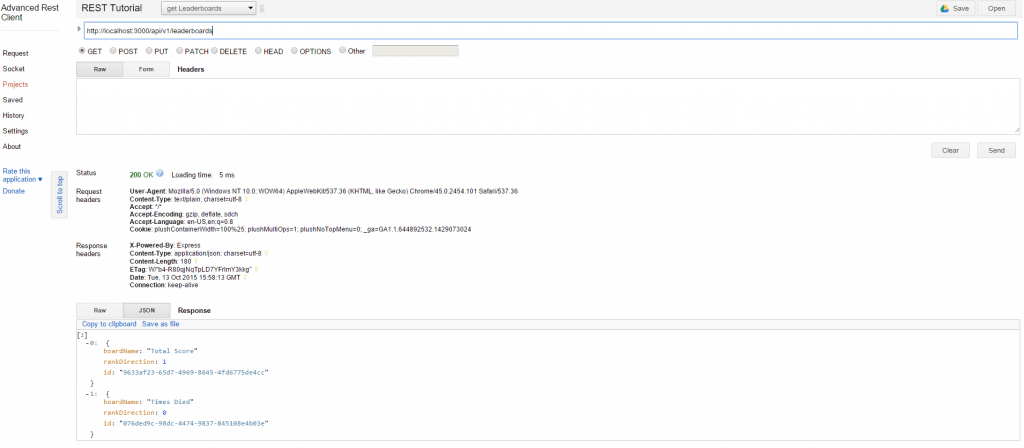 Advanced Rest
Client
REST Tutorial
get Leaderboards
Save
Open
http://localhost:3000/api/v1/leaderboards
GET POST PUT PATCH DELETE HEAD OPTIONS Other
Raw Form Headers
Request
Socket
Projects
Saved
History
Settings
About
Rate this
application ♥
Donate
Scroll to top
Clear
Send
Status
200 OK Loading time: 5 ms
Request
headers
User-Agent: Mozilla/5.0 (Windows NT 10.0; WOW64) AppleWebKit/537.36 (KHTML, like Gecko) Chrome/45.0.2454.101 Safari/537.36
Content-Type: text/plain; charset=utf-8
Accept: */*
Accept-Encoding: gzip, deflate, sdch
Accept-Language: en-US,en;q=0.8
Cookie: plushContainerWidth=100%25; plushMultiOps=1; plushNoTopMenu=0; _ga=GA1.1.644892532.1429073024
Response
headers
X-Powered-By: Express
Content-Type: application/json; charset=utf-8
Content-Length: 180
ETag: W/"b4-R80qjNqTpLD7YFrlmY3kkg"
Date: Tue, 13 Oct 2015 15:58:13 GMT
Connection: keep-alive
Raw JSON Response
Copy to clipboard Save as file
[2]
-0: {
boardName: "Total Score"
rankDirection: 1
id: "9633af23-65d7-4969-8645-4fd6775de4cc"
}
-1: {
boardName: "Times Died"
rankDirection: 0
id: "076ded9c-98dc-4474-9837-845108e4b03e"
}